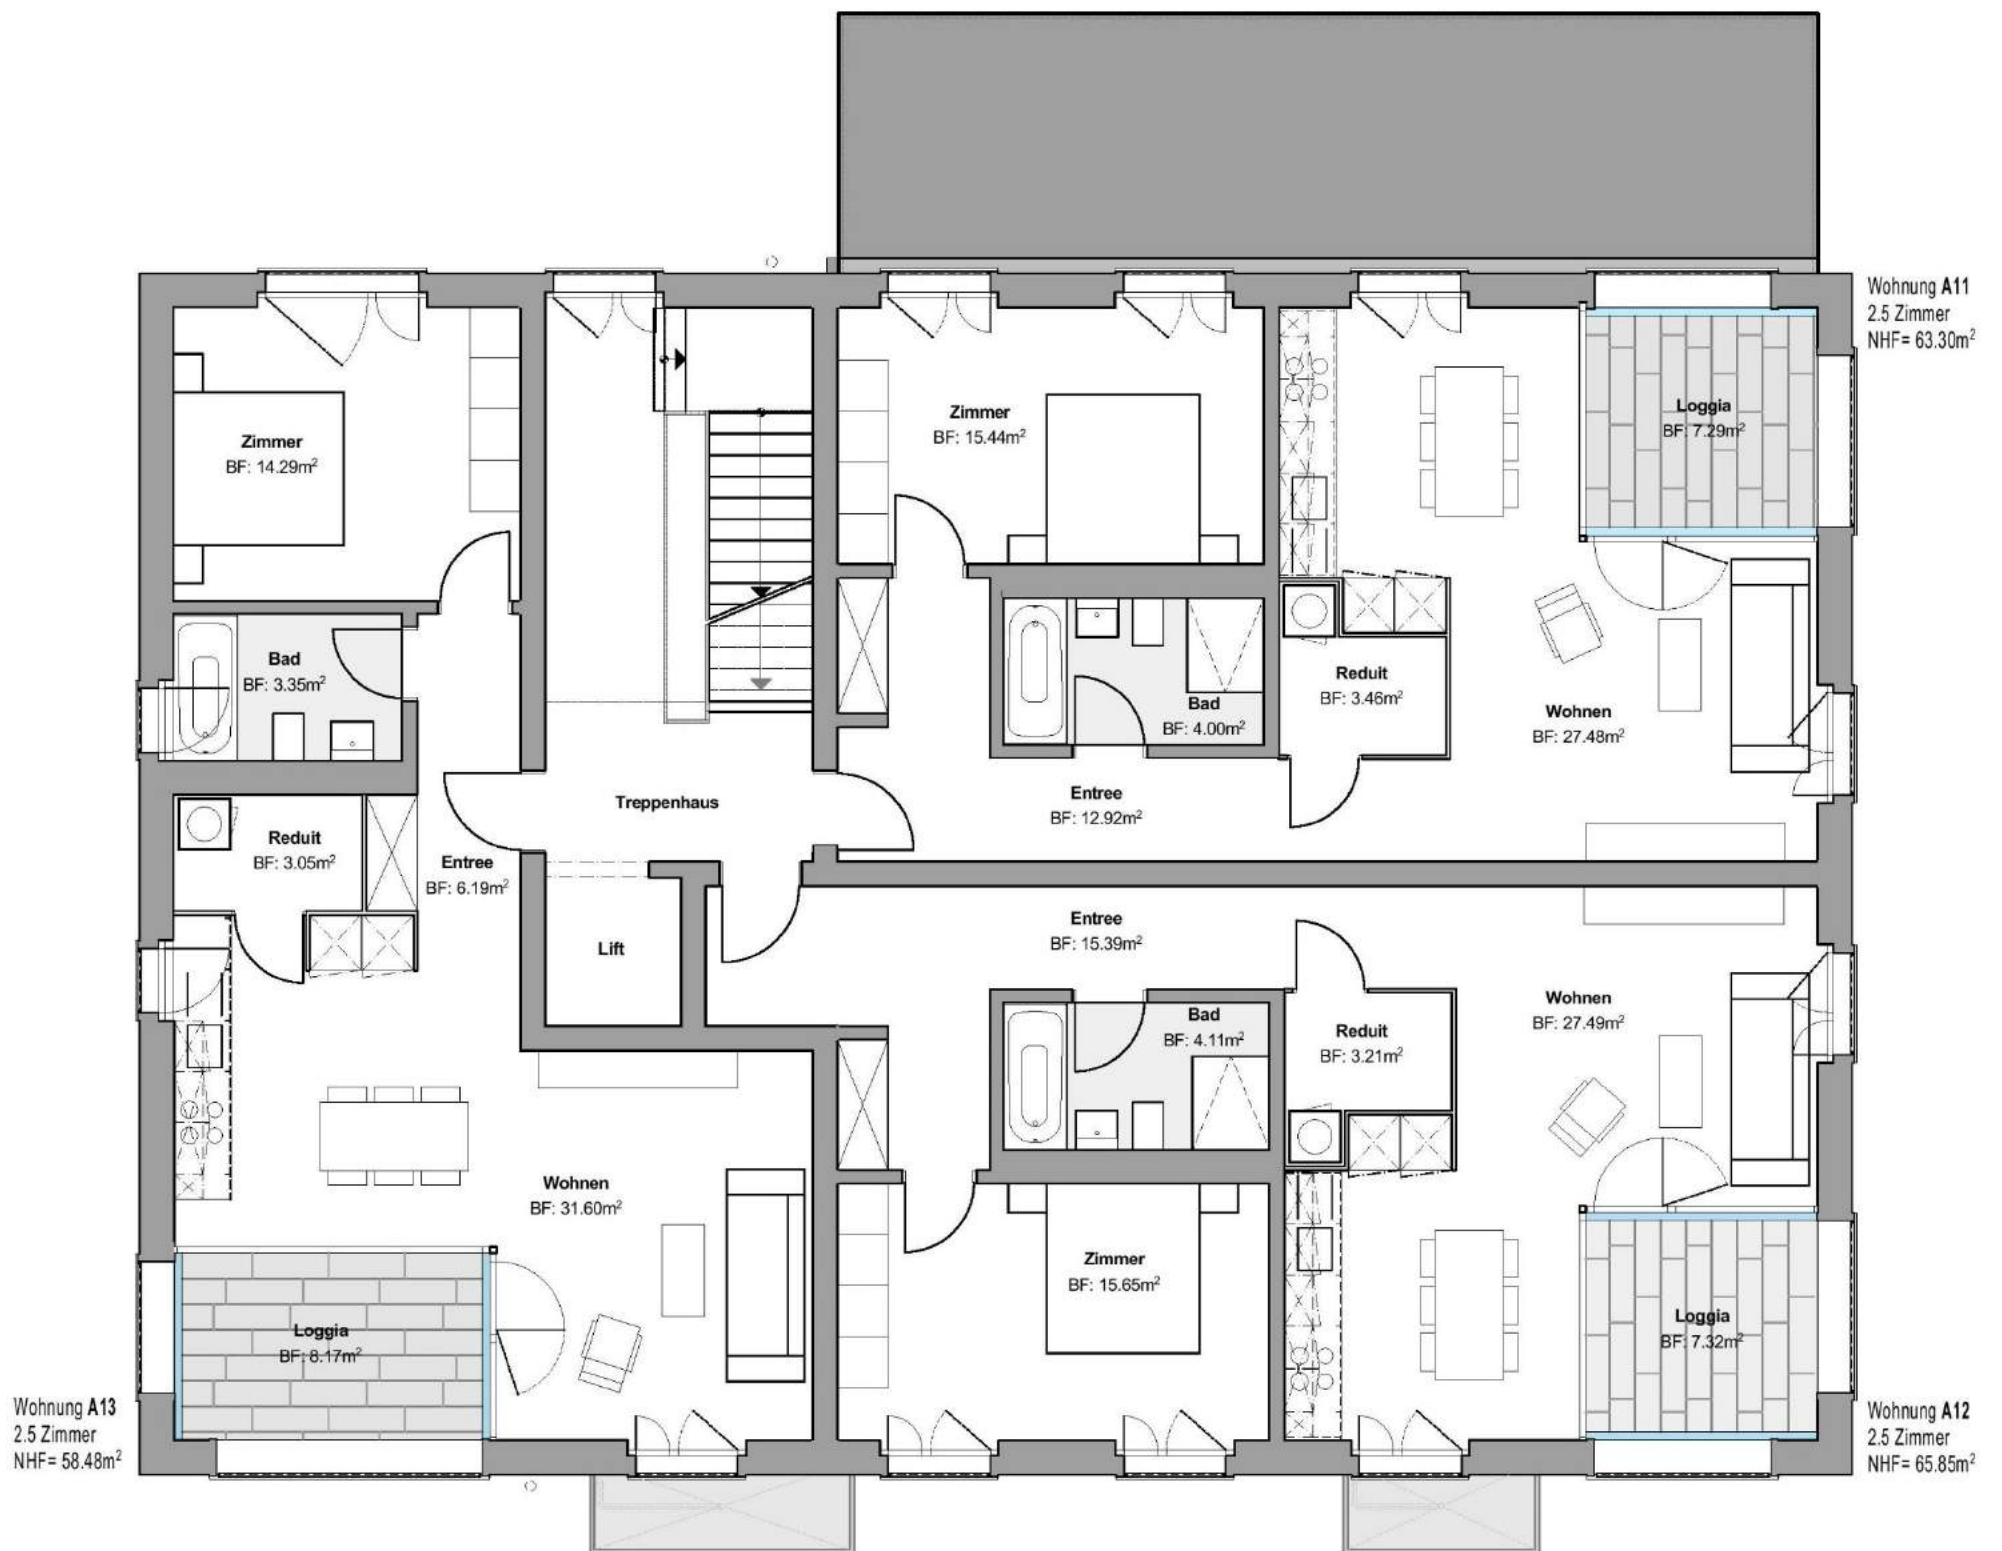 Wohnung A11
2.5 Zimmer
NHF= 63.30m²
Zimmer
BF: 14.29m²
Zimmer
BF: 15.44m²
Loggia
BF: 7.29m²
Bad
BF: 3.35m²
Bad
BF: 4.00m²
Reduit
BF: 3.46m²
Wohnen
BF: 27.48m²
Treppenhaus
Entree
BF: 12.92m²
Reduit
BF: 3.05m²
Entree
BF: 6.19m²
Lift
Entree
BF: 15.39m²
Wohnen
BF: 27.49m²
Bad
BF: 4.11m²
Reduit
BF: 3.21m²
Wohnen
BF: 31.60m²
Zimmer
BF: 15.65m²
Loggia
BF: 8.17m²
Loggia
BF: 7.32m²
Wohnung A13
2.5 Zimmer
NHF= 58.48m²
Wohnung A12
2.5 Zimmer
NHF= 65.85m²